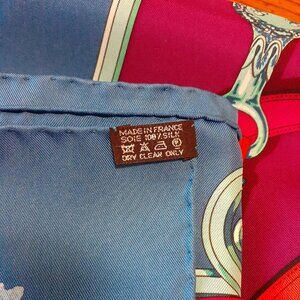 MADE IN FRANCE
SOIE 100% SILK
DRY CLEAN ONLY